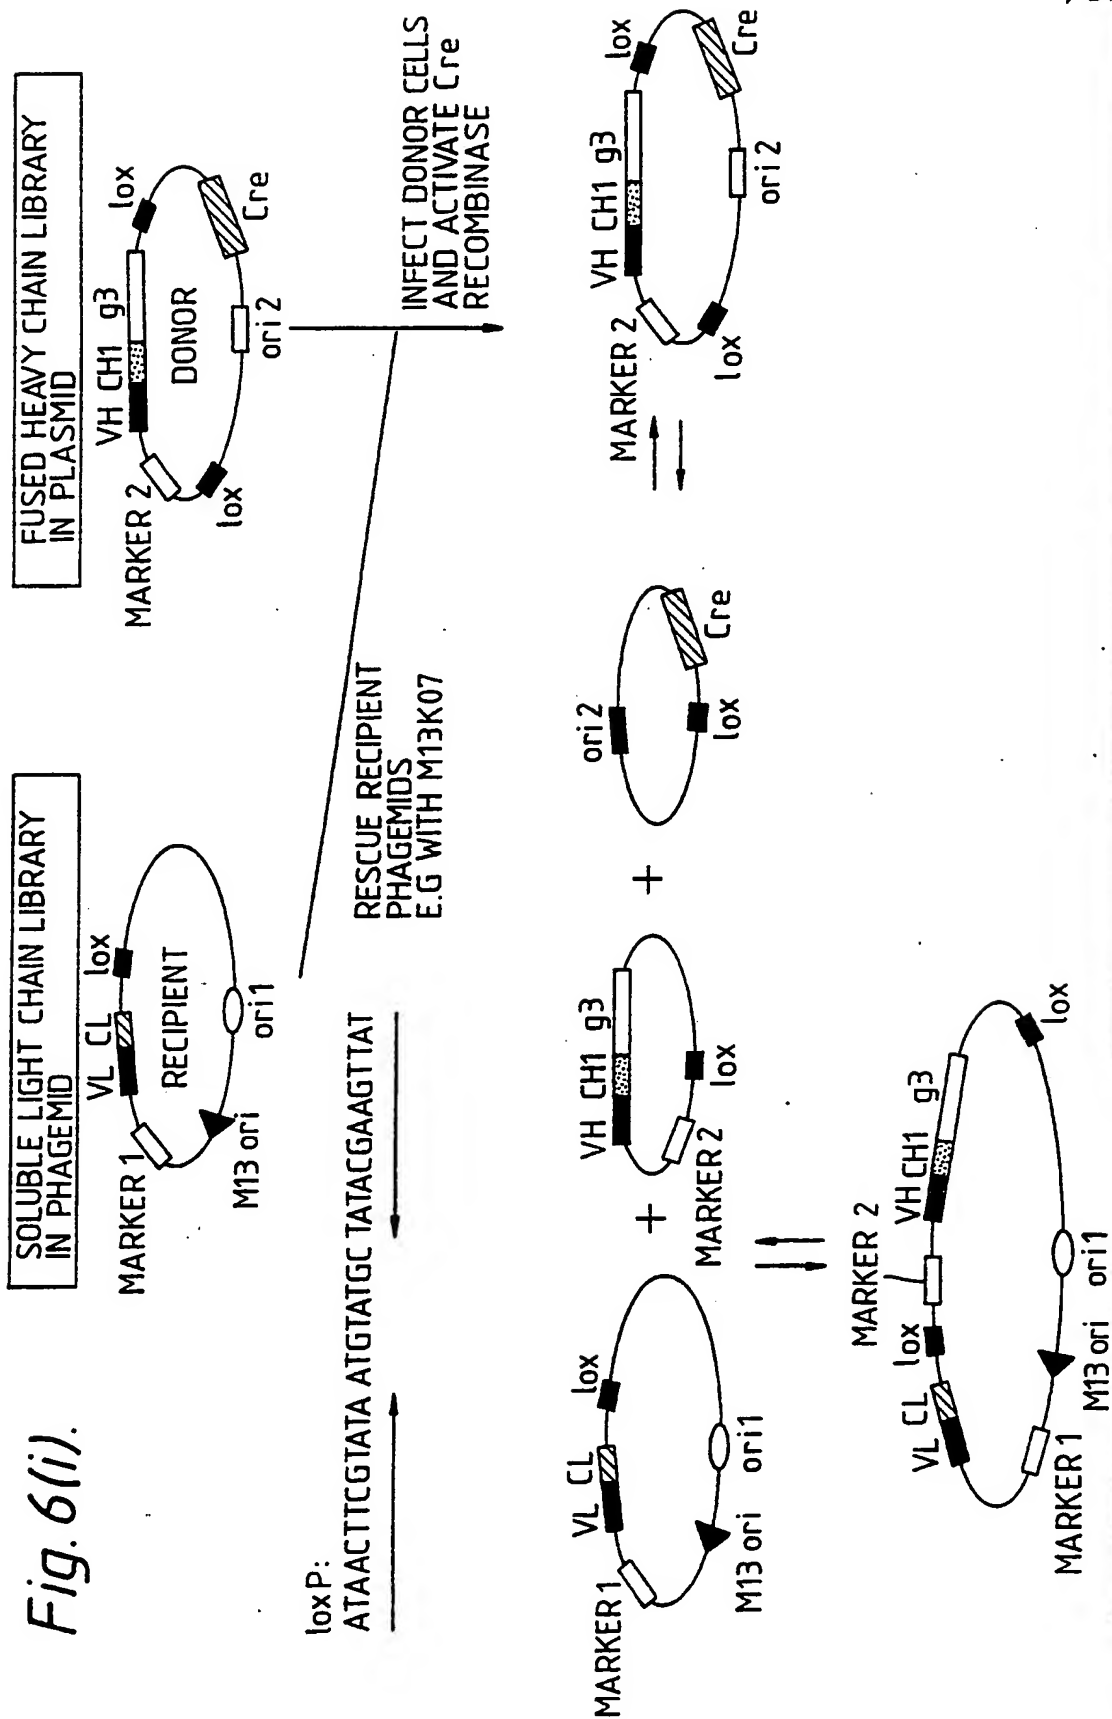 Fig. 6(i).
SOLUBLE LIGHT CHAIN LIBRARY
IN PHAGEMID
FUSED HEAVY CHAIN LIBRARY
IN PLASMID
MARKER 1
VL CL
lox
RECIPIENT
M13 ori
ori1
MARKER 2
VH CH1 g3
lox
DONOR
lox
ori 2
Cre
loxP:
ATAACTTCGTATA ATGTATGC TATACGAAGTTAT
RESCUE RECIPIENT
PHAGEMIDS
E.G WITH M13K07
INFECT DONOR CELLS
AND ACTIVATE Cre
RECOMBINASE
MARKER1
VL CL
lox
M13 ori
ori1
+
VH CH1 g3
MARKER 2
lox
+
ori 2
lox
Cre
MARKER 2
VH CH1 g3
lox
lox
ori 2
Cre
MARKER 2
VL CL
lox
VH CH1
g3
lox
MARKER1
M13 ori
ori1